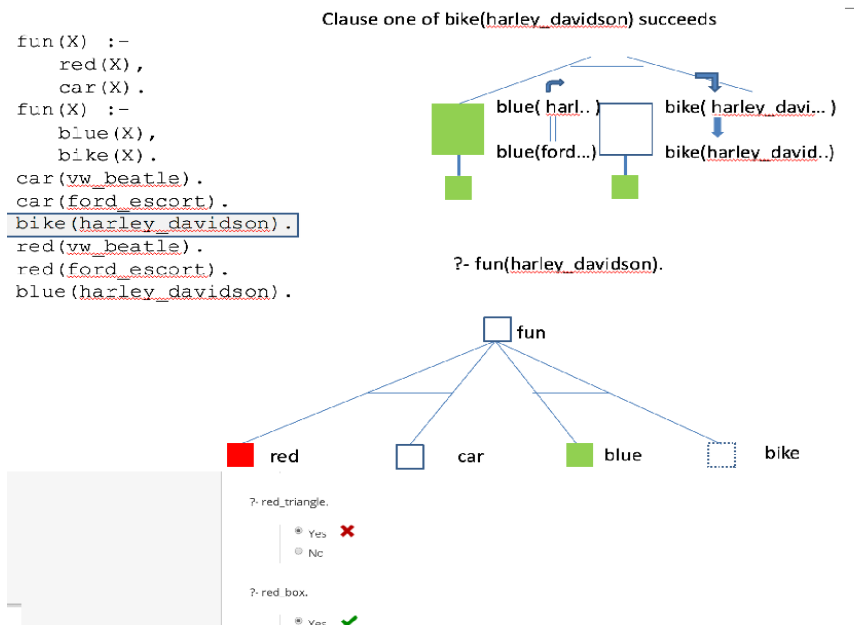 Clause one of bike(harley_davidson) succeeds
fun(X) :-
red(X),
car(X).
fun(X) :-
blue(X),
bike(X).
car(vw_beatle).
car(ford_escort).
bike(harley_davidson).
red(vw_beatle).
red(ford_escort).
blue(harley_davidson).
blue( harl.. )
bike( harley_davi... )
blue(ford...)
bike(harley_david..)
?- fun(harley_davidson).
fun
red
car
blue
bike
?- red_triangle.
Yes
No
?- red_box.
Yes